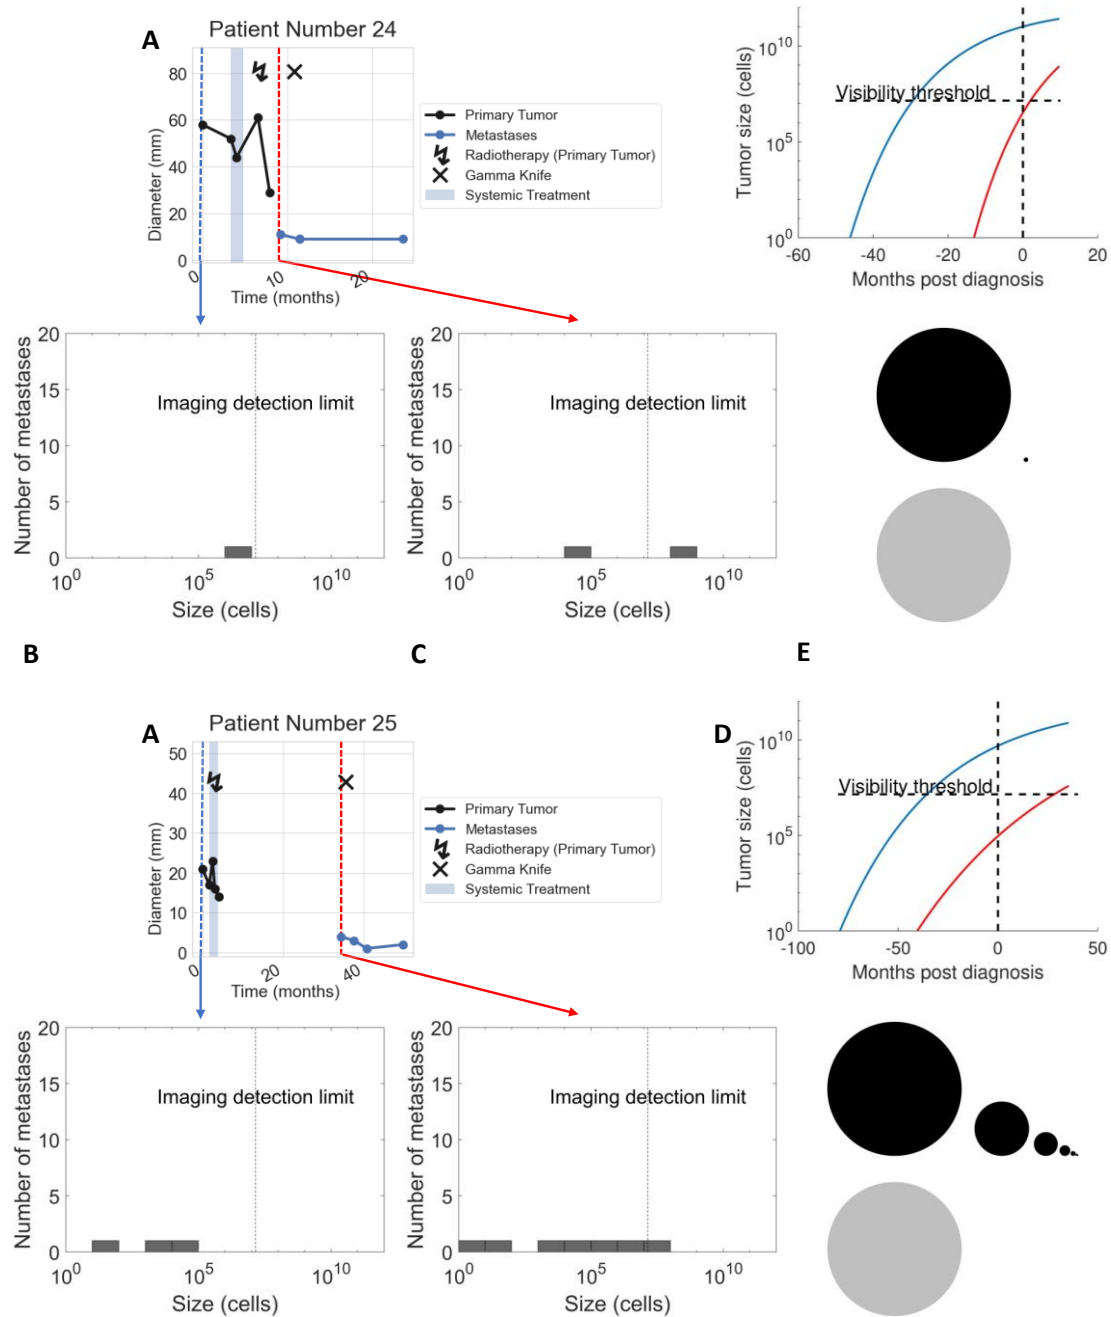 A
Patient Number 24
Diameter (mm)
80
60
40
20
0
0
10
20
Time (months)
Primary Tumor
Metastases
Radiotherapy (Primary Tumor)
Gamma Knife
Systemic Treatment
Tumor size (cells)
10^10
10^5
10^0
Visibility threshold
-60
-40
-20
0
20
Months post diagnosis
Number of metastases
20
15
10
5
0
Imaging detection limit
10^0
10^5
10^10
Size (cells)
Number of metastases
20
15
10
5
0
Imaging detection limit
10^0
10^5
10^10
Size (cells)
B
C
E
A
Patient Number 25
Diameter (mm)
50
40
30
20
10
0
0
20
40
Time (months)
Primary Tumor
Metastases
Radiotherapy (Primary Tumor)
Gamma Knife
Systemic Treatment
D
Tumor size (cells)
10^10
10^5
10^0
Visibility threshold
-100
-50
0
50
Months post diagnosis
Number of metastases
20
15
10
5
0
Imaging detection limit
10^0
10^5
10^10
Size (cells)
Number of metastases
20
15
10
5
0
Imaging detection limit
10^0
10^5
10^10
Size (cells)